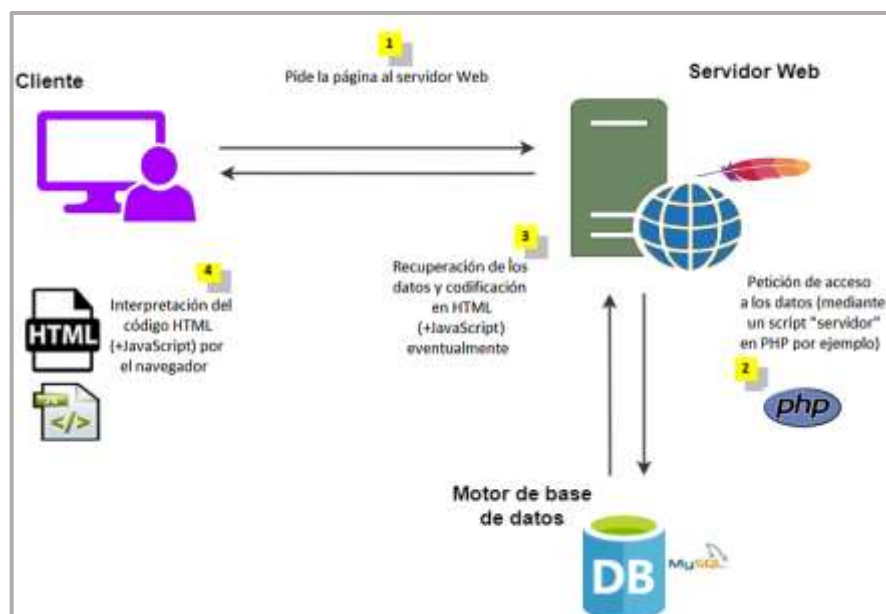 1
Pide la página al servidor Web
Cliente
Servidor Web
3
Recuperación de los
datos y codificación
en HTML
(+JavaScript)
eventualmente
4
Interpretación del
código HTML
(+JavaScript) por
el navegador
HTML
</>
Petición de acceso
a los datos (mediante
un script "servidor"
en PHP por ejemplo)
2
php
Motor de base
de datos
DB
MySQL